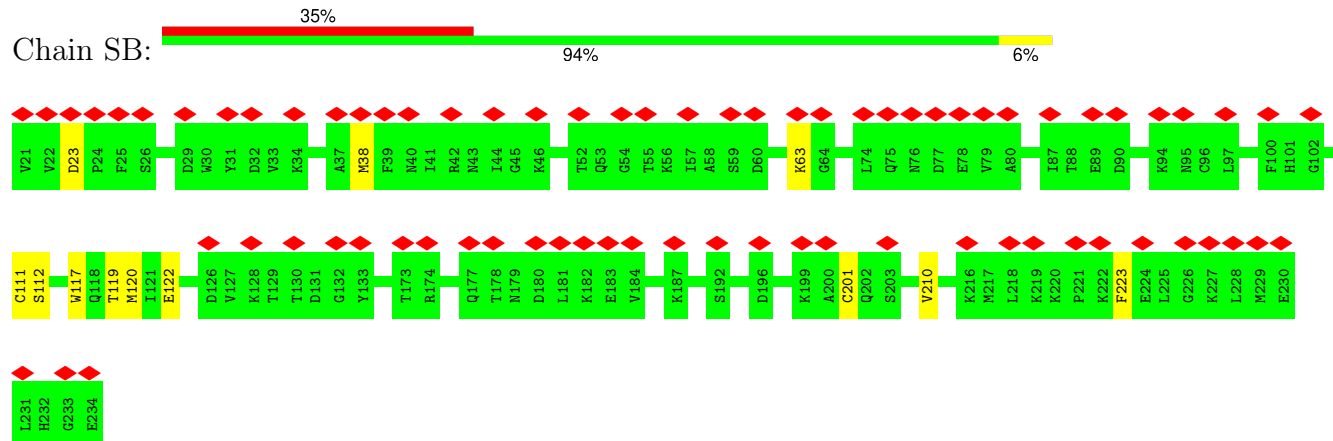 35%
Chain SB:
94% 6%
V21 V22 D23 P24 F25 S26 D29 W30 Y31 D32 V33 K34 A37 M38 F39 N40 I41 R42 N43 I44 G45 K46 T52 Q53 G54 T55 K56 I57 A58 S59 D60 K63 G64 L74 Q75 N76 D77 E78 V79 A80 I87 T88 E89 D90 K94 N95 C96 L97 F100 H101 G102
C111 S112 W117 Q118 T119 M120 I121 E122 D126 V127 K128 T129 T130 D131 G132 Y133 T173 R174 Q177 T178 N179 D180 L181 K182 E183 V184 K187 S192 D196 K199 A200 C201 Q202 S203 V210 K216 M217 L218 K219 K220 P221 K222 F223 E224 L225 G226 K227 L228 M229 E230
L231 H232 G233 E234